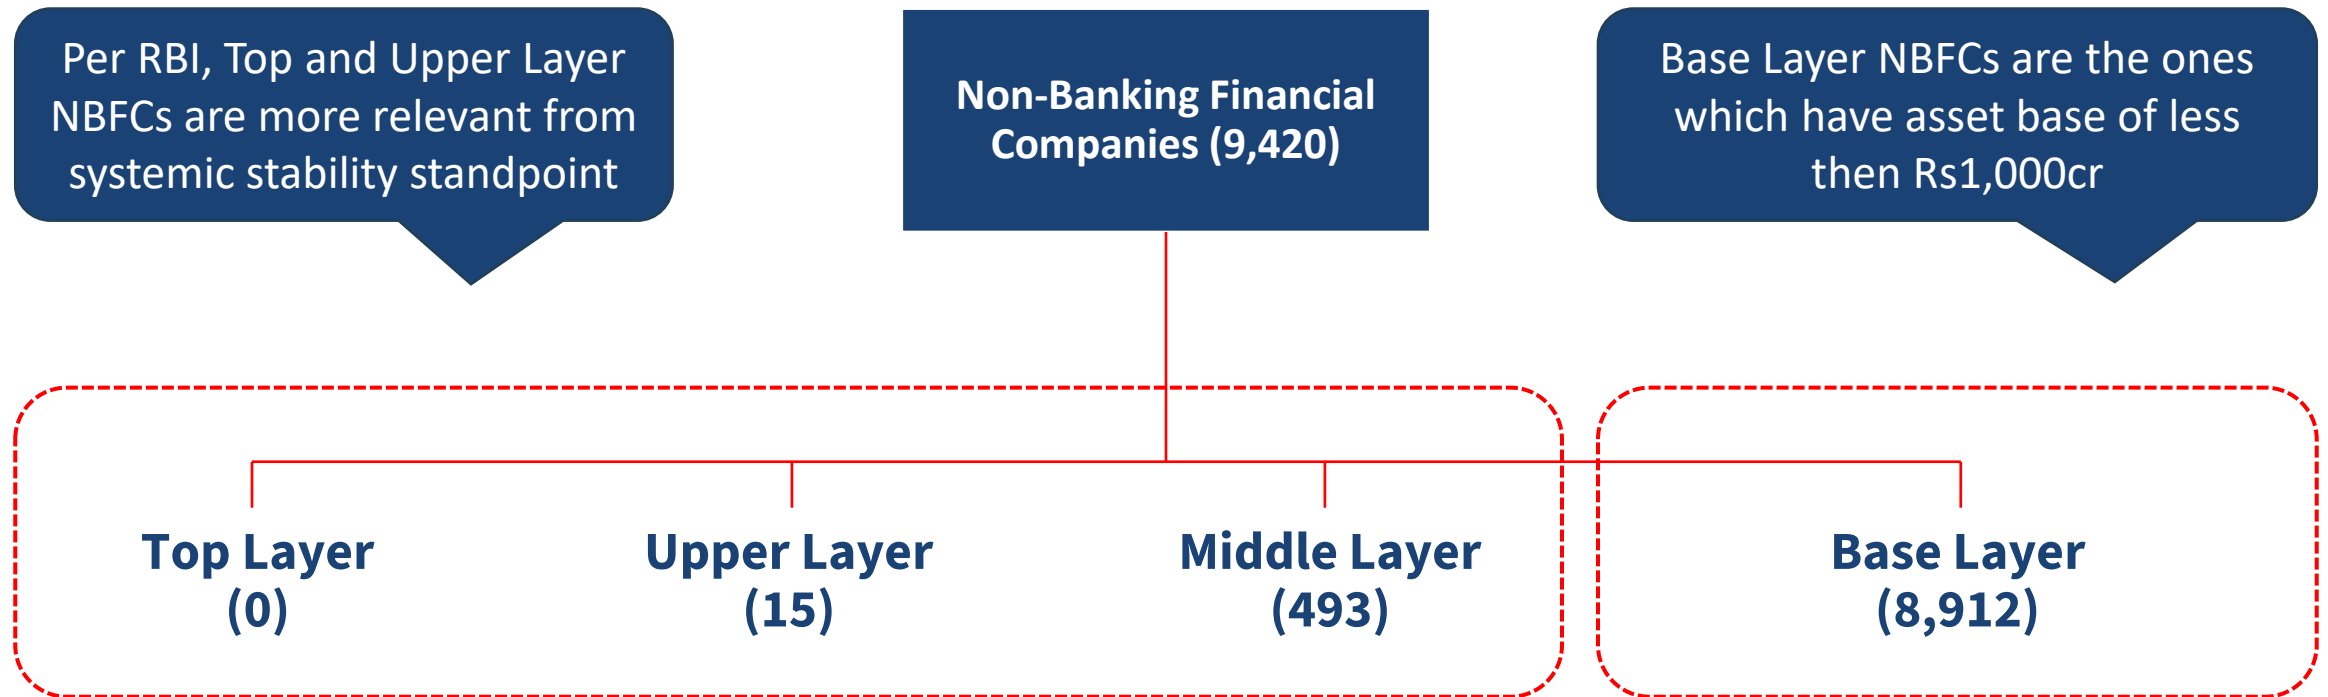 Per RBI, Top and Upper Layer
NBFCs are more relevant from
systemic stability standpoint
Non-Banking Financial
Companies (9,420)
Base Layer NBFCs are the ones
which have asset base of less
then Rs1,000cr
Top Layer
(0)
Upper Layer
(15)
Middle Layer
(493)
Base Layer
(8,912)